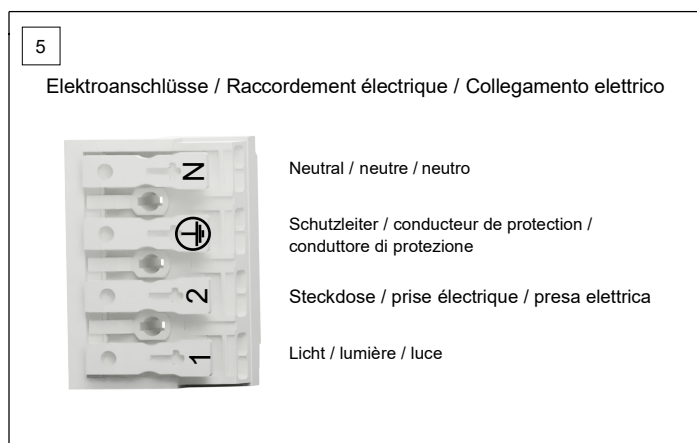 5
Elektroanschlüsse / Raccordement électrique / Collegamento elettrico
N
Neutral / neutre / neutro
Schutzleiter / conducteur de protection /
conduttore di protezione
2
Steckdose / prise électrique / presa elettrica
1
Licht / lumière / luce